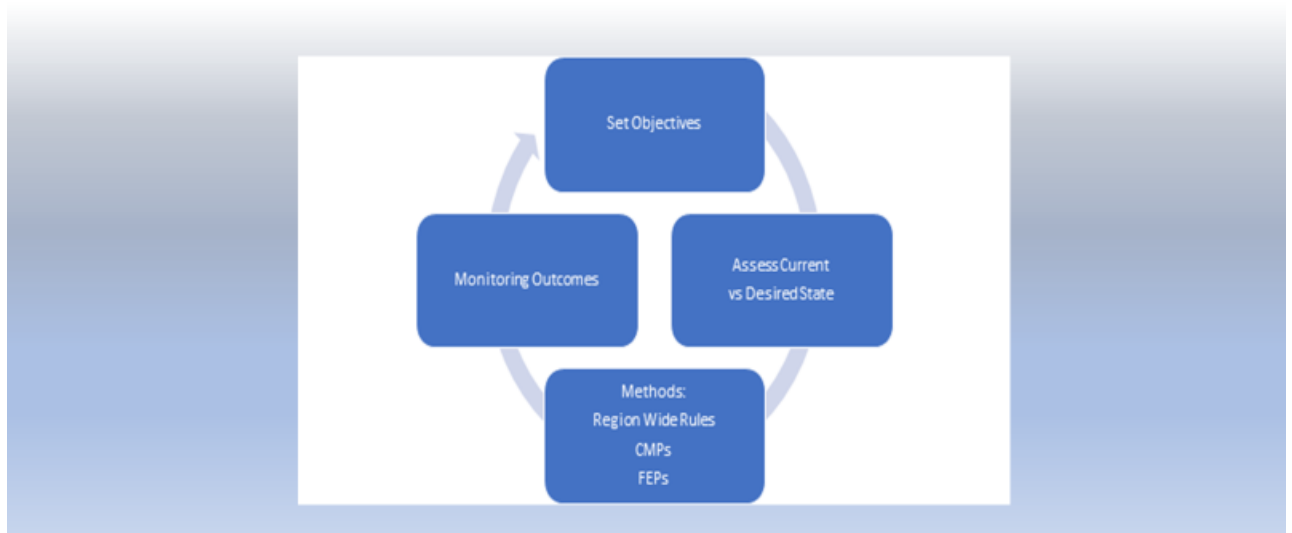 Set Objectives
Assess Current
vs Desired State
Methods:
Region Wide Rules
CMPs
FEPs
Monitoring Outcomes